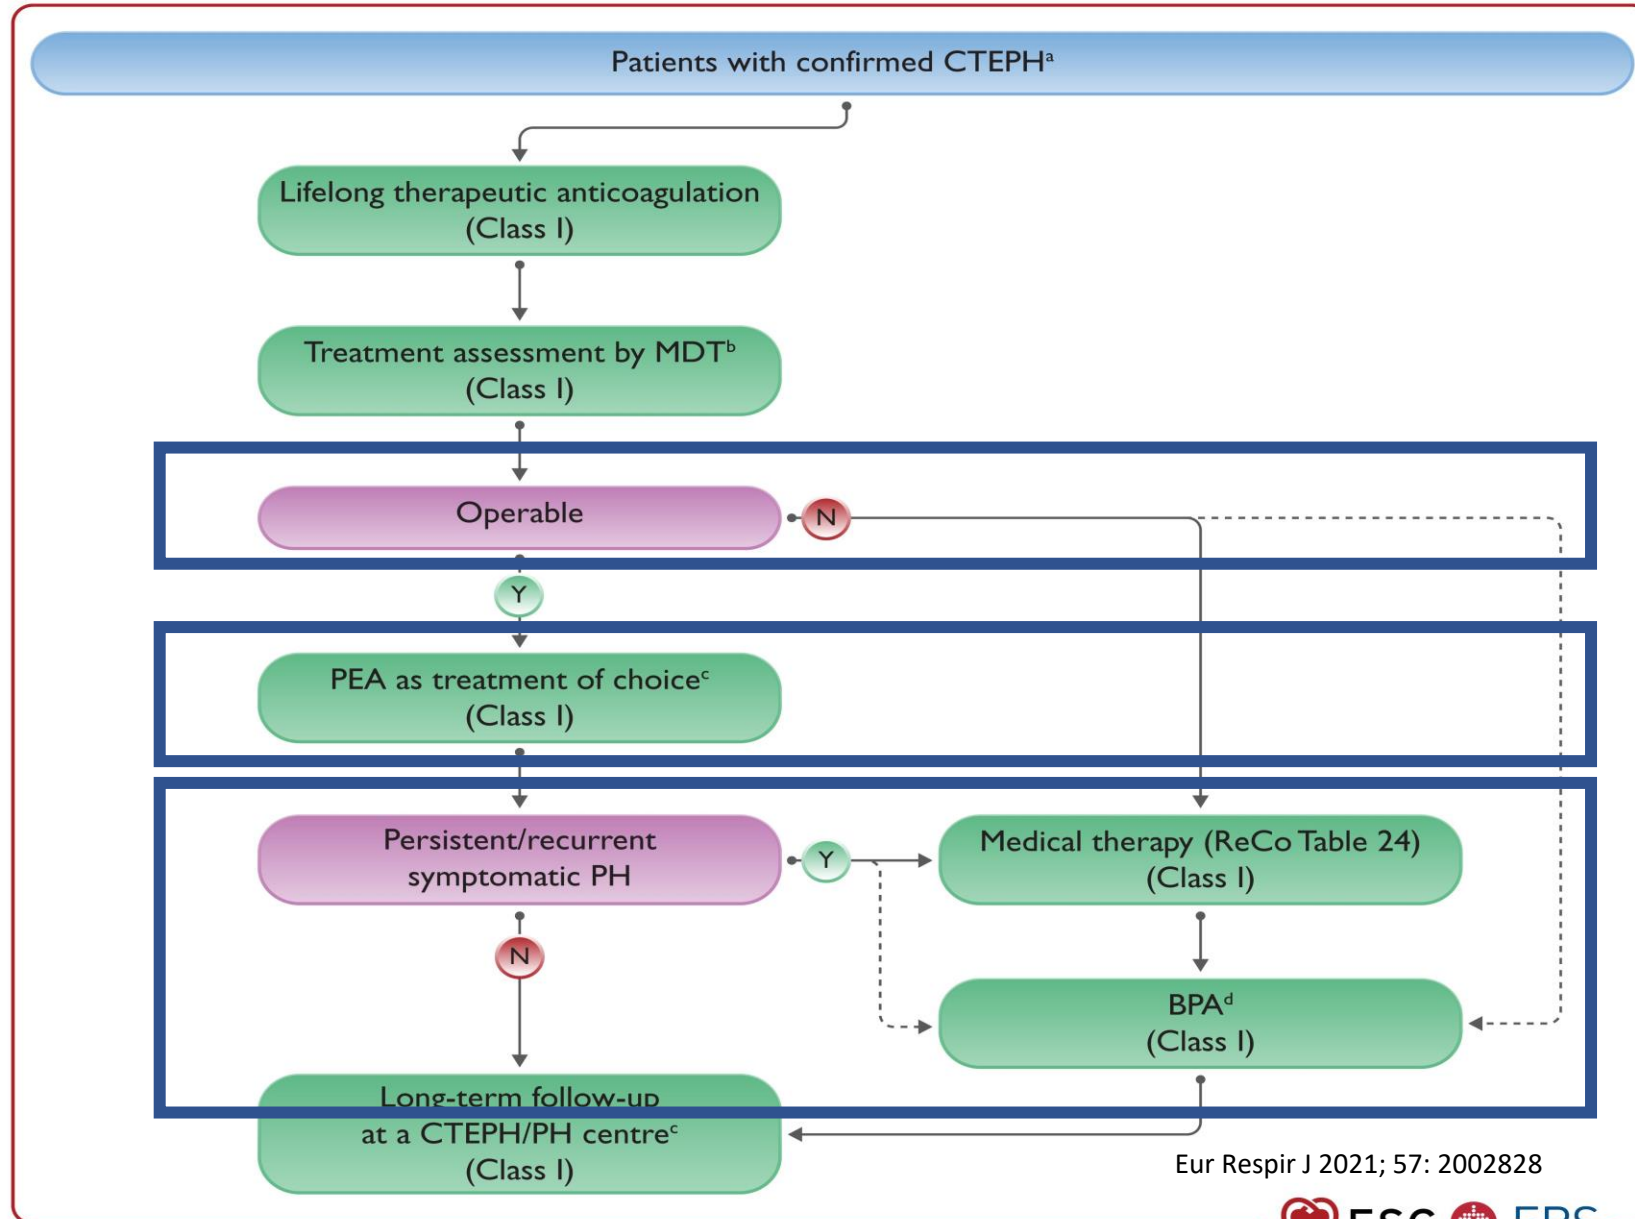 Patients with confirmed CTEPHᵃ
Lifelong therapeutic anticoagulation
(Class I)
Treatment assessment by MDTᵇ
(Class I)
Operable
N
Y
PEA as treatment of choiceᶜ
(Class I)
Persistent/recurrent
symptomatic PH
Y
Medical therapy (ReCo Table 24)
(Class I)
N
BPAᵈ
(Class I)
Long-term follow-up
at a CTEPH/PH centreᶜ
(Class I)
Eur Respir J 2021; 57: 2002828
ESC
ERS